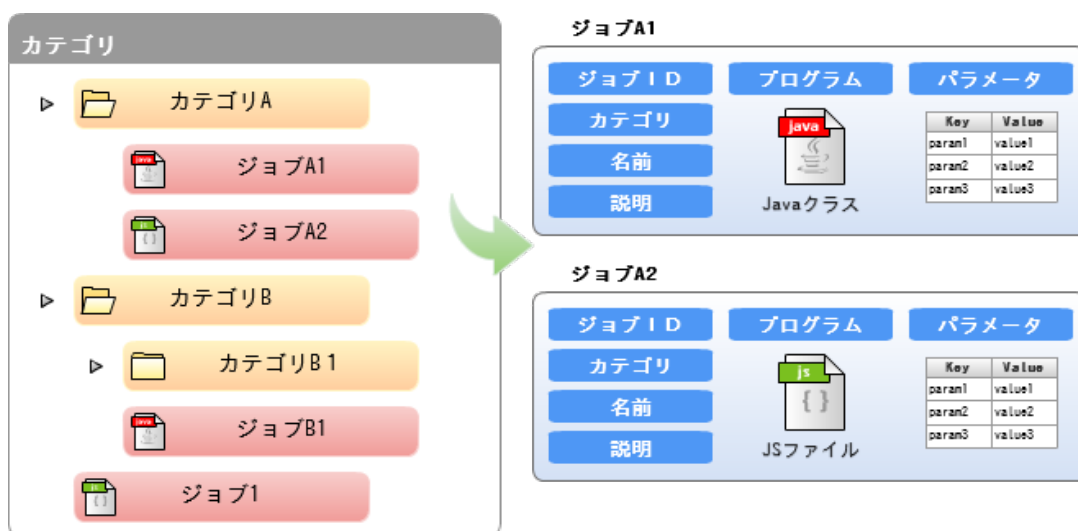 カテゴリ
カテゴリA
java
ジョブA1
js
{ }
ジョブA2
カテゴリB
カテゴリB1
java
ジョブB1
js
{ }
ジョブ1
ジョブA1
ジョブID
カテゴリ
名前
説明
プログラム
java
Javaクラス
パラメータ
Key Value
param1 value1
param2 value2
param3 value3
ジョブA2
ジョブID
カテゴリ
名前
説明
プログラム
js
{ }
JSファイル
パラメータ
Key Value
param1 value1
param2 value2
param3 value3